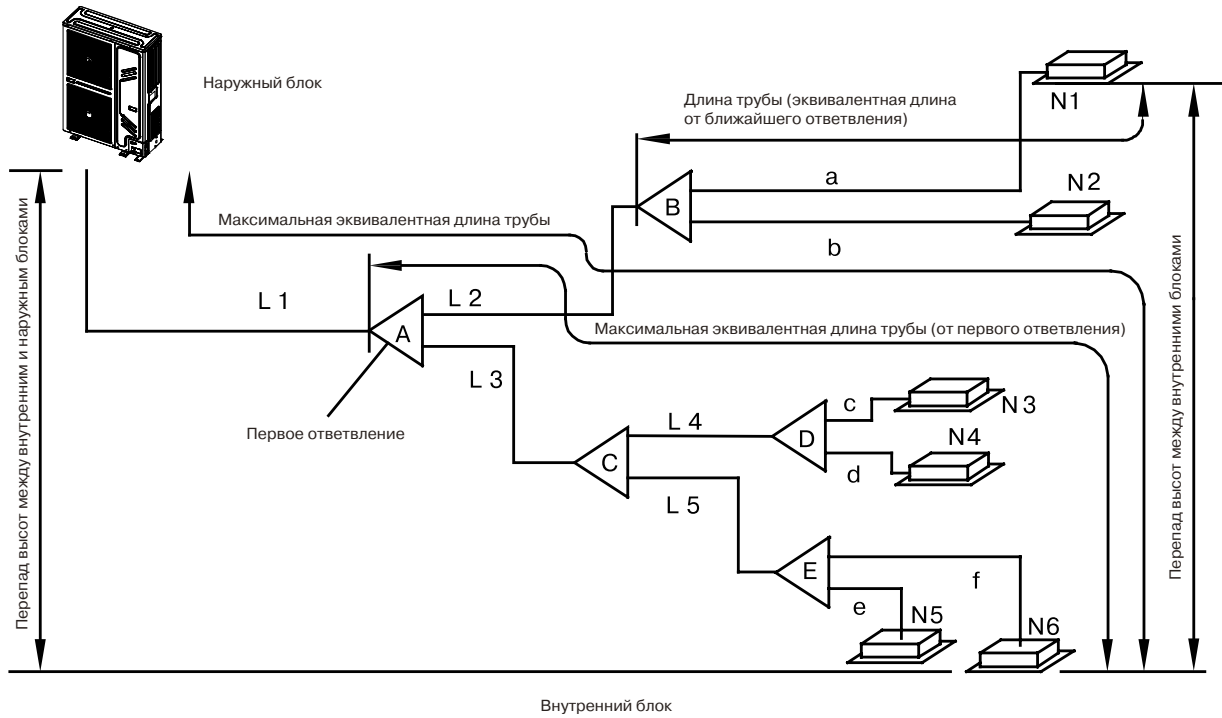 Наружный блок
N1
Длина трубы (эквивалентная длина
от ближайшего ответвления)
a
N2
B
Максимальная эквивалентная длина трубы
b
L 1
L 2
A
Максимальная эквивалентная длина трубы (от первого ответвления)
L 3
Первое ответвление
c
N3
L 4
D
N4
C
d
L 5
E
f
e
N5
N6
Перепад высот между внутренним и наружным блоками
Перепад высот между внутренними блоками
Внутренний блок